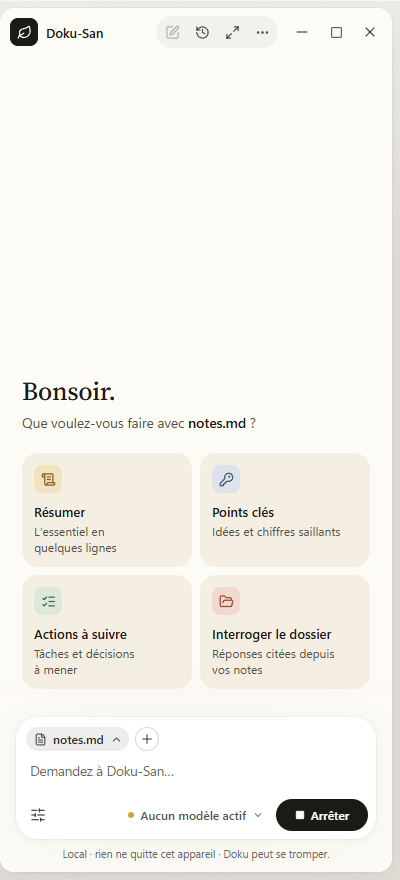 Doku-San
Bonsoir.
Que voulez-vous faire avec notes.md ?
Résumer
L'essentiel en
quelques lignes
Points clés
Idées et chiffres saillants
Actions à suivre
Tâches et décisions
à mener
Interroger le dossier
Réponses citées depuis
vos notes
notes.md
Demandez à Doku-San...
Aucun modèle actif
Arrêter
Local · rien ne quitte cet appareil · Doku peut se tromper.